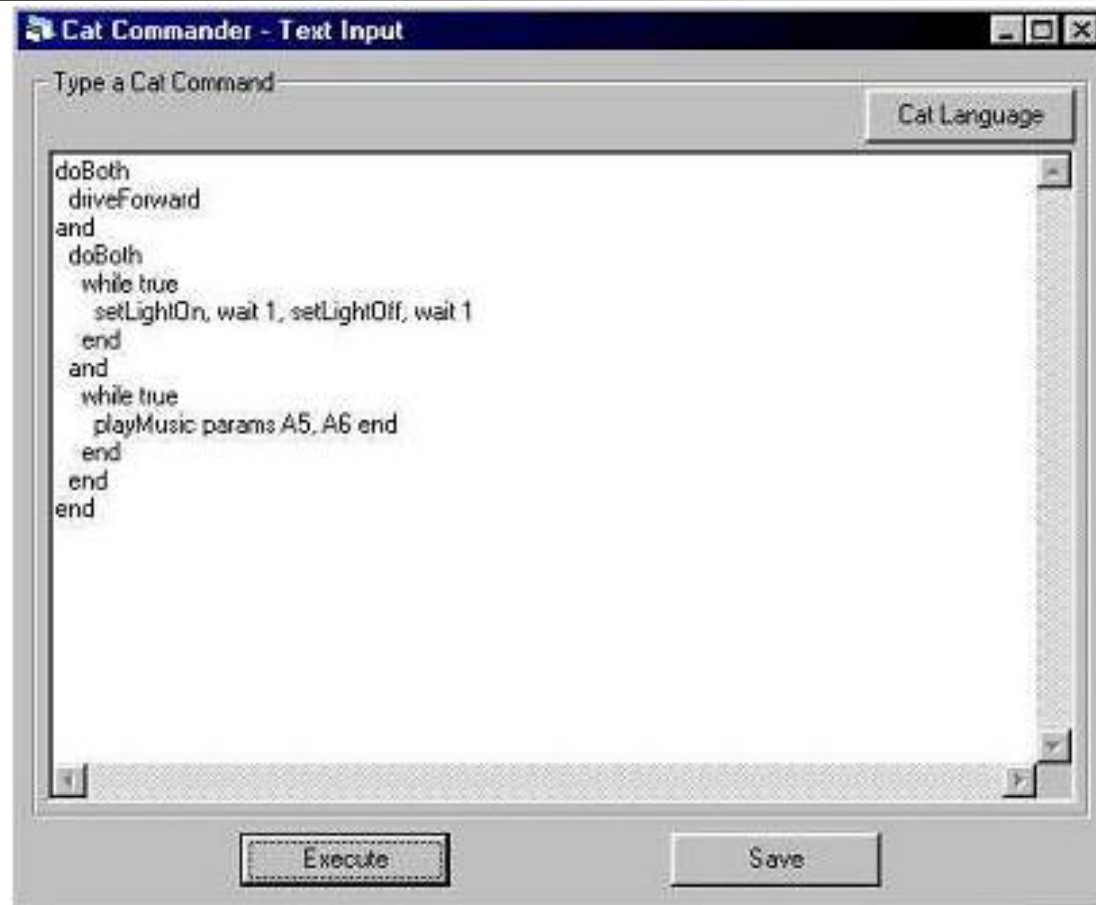 Cat Commander - Text Input
Type a Cat Command
Cat Language
doBoth
driveForward
and
doBoth
while true
setLightOn, wait 1, setLightOff, wait 1
end
and
while true
playMusic params A5, A6 end
end
end
end
Execute
Save